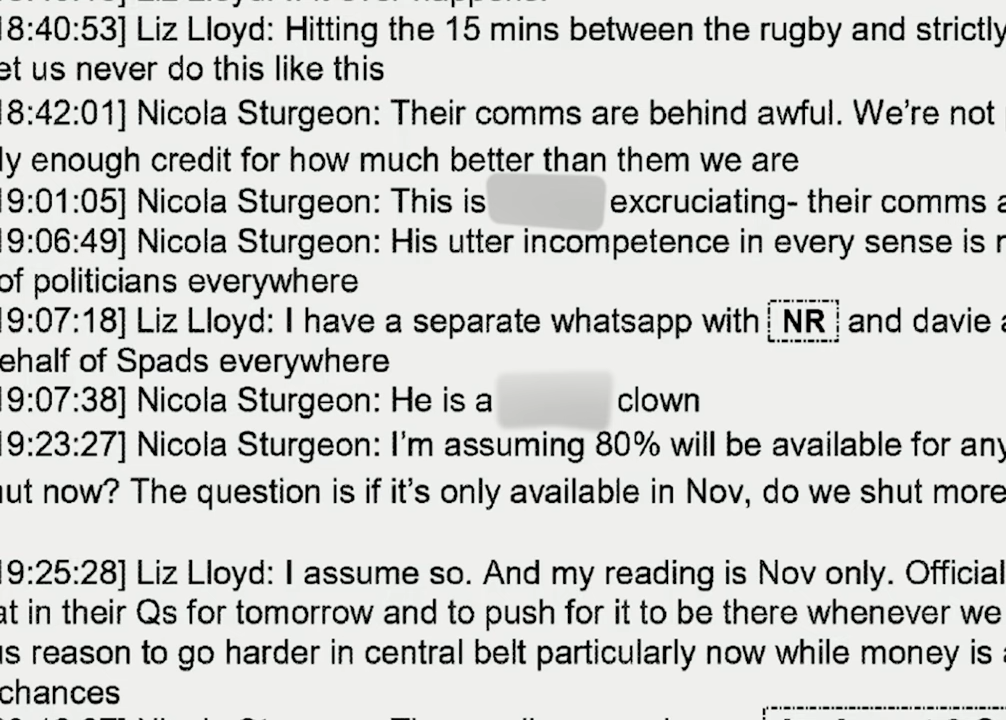 18:40:53] Liz Lloyd: Hitting the 15 mins between the rugby and strictly
et us never do this like this
18:42:01] Nicola Sturgeon: Their comms are behind awful. We're not
ly enough credit for how much better than them we are
19:01:05] Nicola Sturgeon: This is excruciating- their comms a
19:06:49] Nicola Sturgeon: His utter incompetence in every sense is
of politicians everywhere
19:07:18] Liz Lloyd: I have a separate whatsapp with NR and davie a
ehalf of Spads everywhere
19:07:38] Nicola Sturgeon: He is a clown
19:23:27] Nicola Sturgeon: I'm assuming 80% will be available for any
ut now? The question is if it's only available in Nov, do we shut more
19:25:28] Liz Lloyd: I assume so. And my reading is Nov only. Official
at in their Qs for tomorrow and to push for it to be there whenever we
us reason to go harder in central belt particularly now while money is a
chances